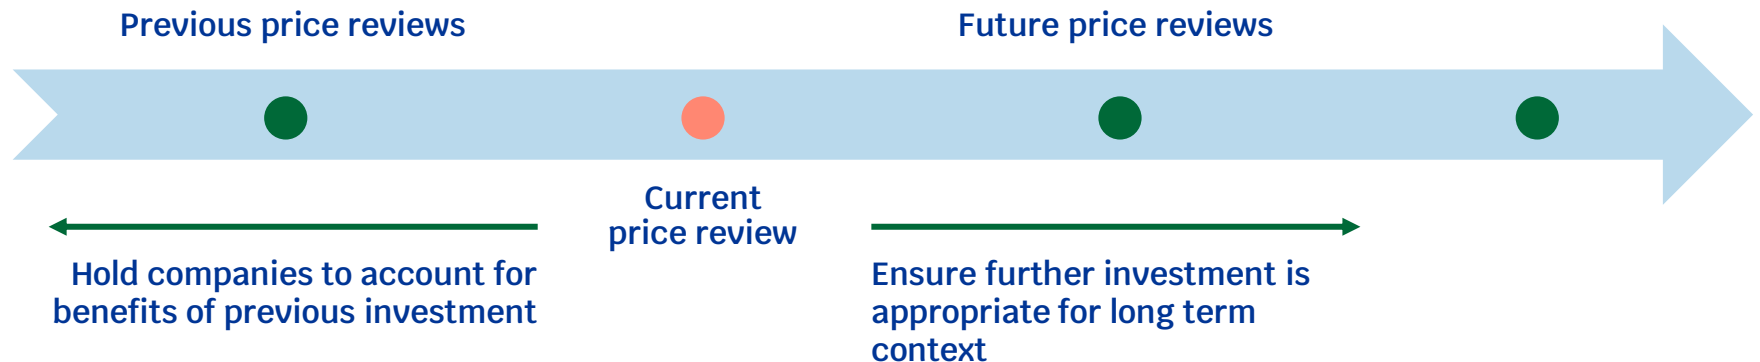 Previous price reviews
Future price reviews
Current
price review
Hold companies to account for
benefits of previous investment
Ensure further investment is
appropriate for long term
context